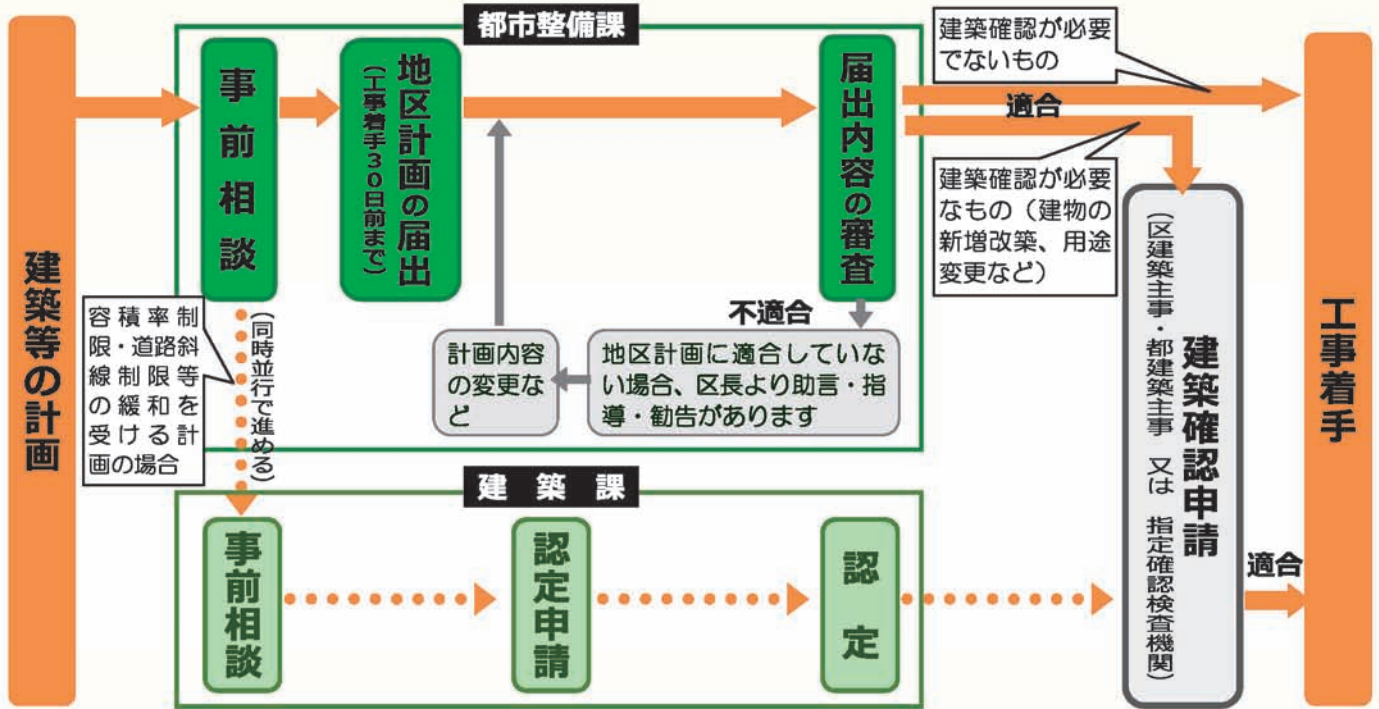 建築等の計画
都市整備課
事前相談
地区計画の届出
(工事着手30日前まで)
届出内容の審査
建築確認が必要
でないもの
適合
建築確認が必要
なもの（建物の
新増改築、用途
変更など）
不適合
地区計画に適合していな
い場合、区長より助言・指
導・勧告があります
計画内容
の変更な
ど
容積率制
限・道路斜
線制限等
の緩和を
受ける計
画の場合
(同時並行で進める)
建築課
事前相談
認定申請
認定
建築確認申請
(区建築主事・都建築主事 又は 指定確認検査機関)
適合
工事着手